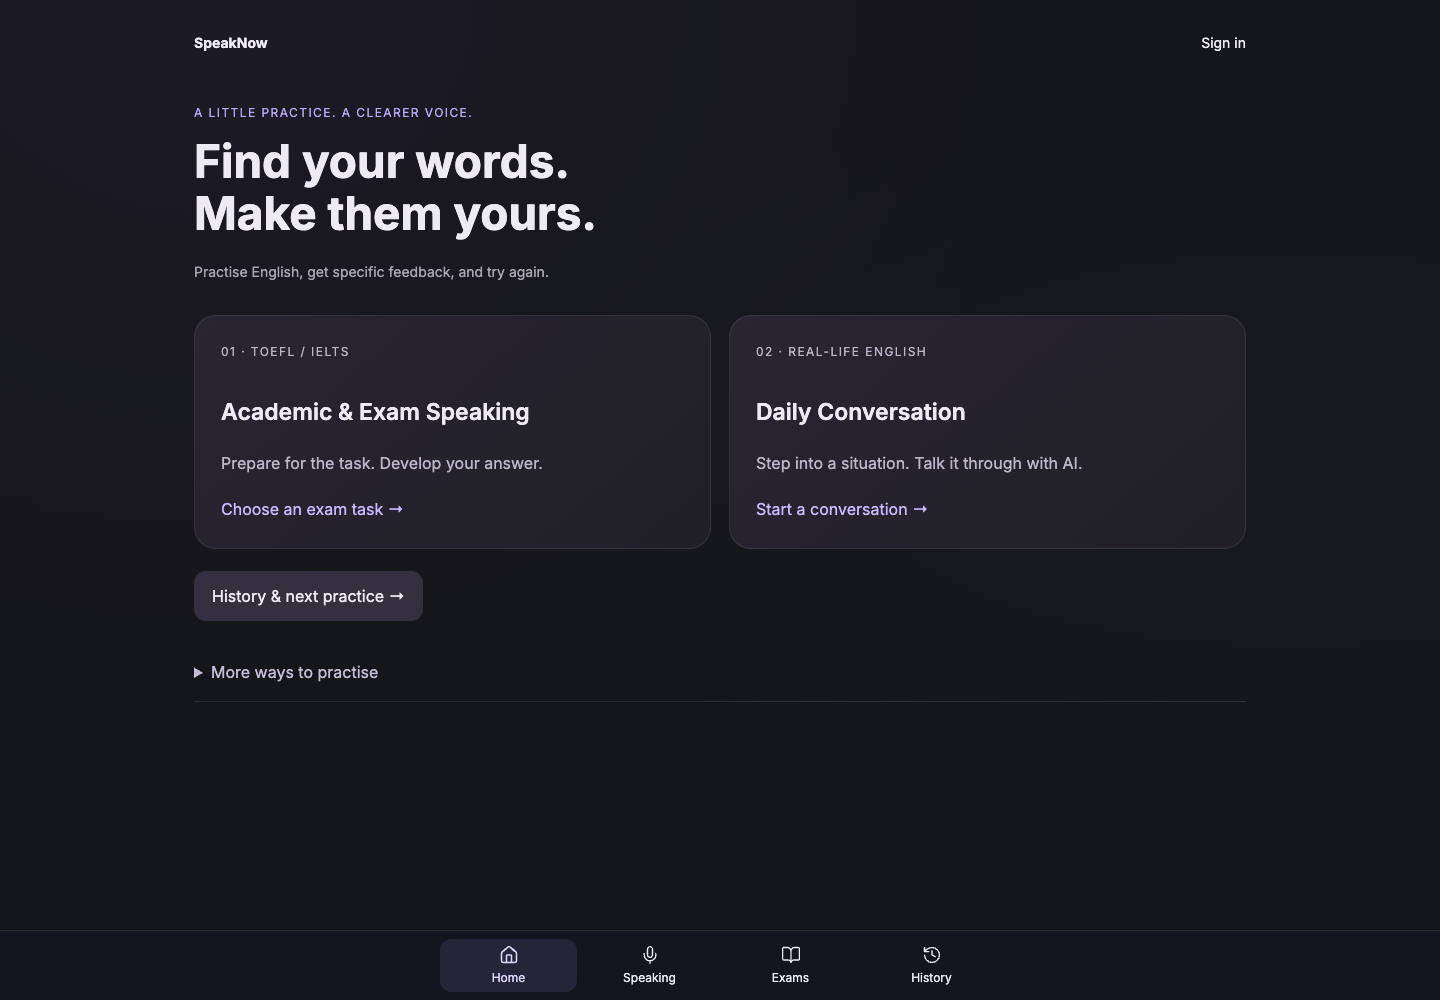 SpeakNow
Sign in
A LITTLE PRACTICE. A CLEARER VOICE.
Find your words.
Make them yours.
Practise English, get specific feedback, and try again.
01 · TOEFL / IELTS
Academic & Exam Speaking
Prepare for the task. Develop your answer.
Choose an exam task →
02 · REAL-LIFE ENGLISH
Daily Conversation
Step into a situation. Talk it through with AI.
Start a conversation →
History & next practice →
More ways to practise
Home
Speaking
Exams
History